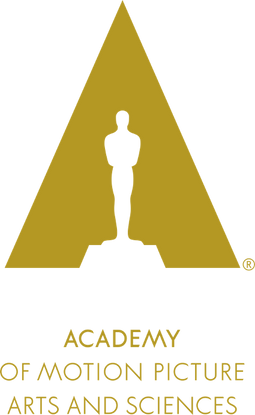 ®
ACADEMY
OF MOTION PICTURE
ARTS AND SCIENCES